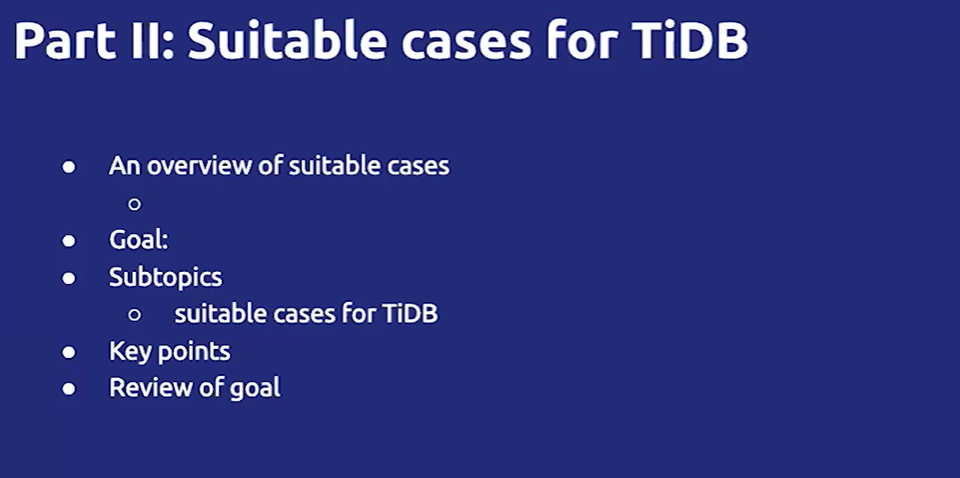 Part II: Suitable cases for TiDB
● An overview of suitable cases
○
● Goal:
● Subtopics
○ suitable cases for TiDB
● Key points
● Review of goal